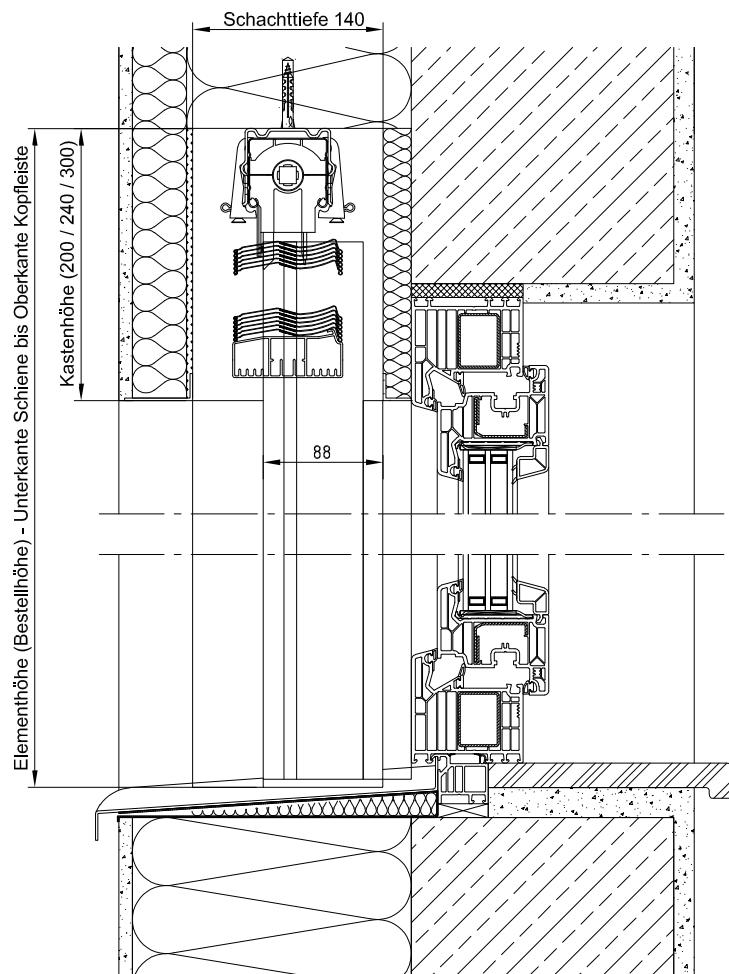 Schachttiefe 140
Elementhöhe (Bestellhöhe) - Unterkante Schiene bis Oberkante Kopfleiste
Kastenhöhe (200 / 240 / 300)
88